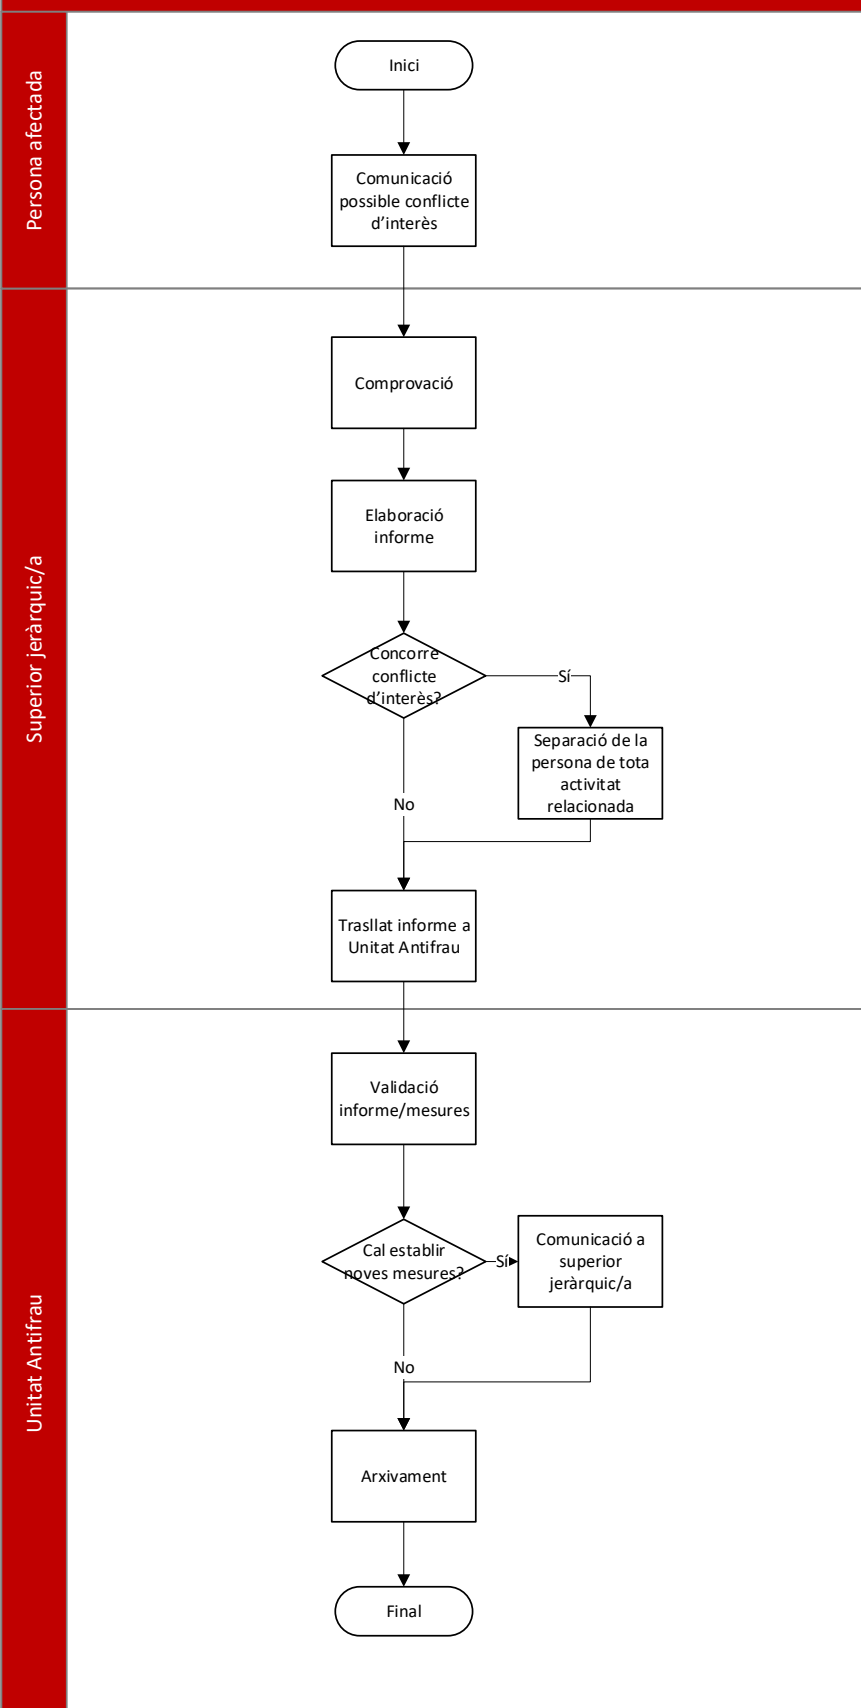 Persona afectada
Inici
Comunicació
possible conflicte
d’interès
Superior jeràrquic/a
Comprovació
Elaboració
informe
Concorre
conflicte
d’interès?
Sí
Separació de la
persona de tota
activitat
relacionada
No
Trasllat informe a
Unitat Antifrau
Unitat Antifrau
Validació
informe/mesures
Cal establir
noves mesures?
Sí
Comunicació a
superior
jeràrquic/a
No
Arxivament
Final